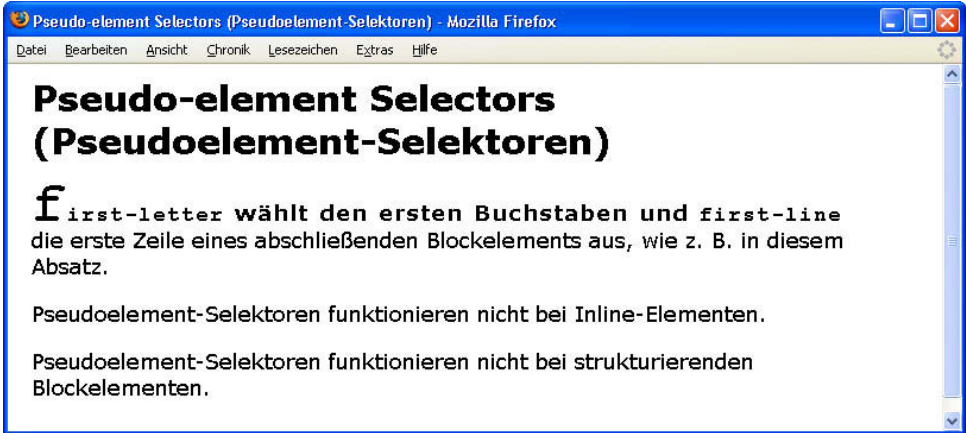 Pseudo-element Selectors (Pseudoelement-Selektoren) - Mozilla Firefox
Datei Bearbeiten Ansicht Chronik Lesezeichen Extras Hilfe
Pseudo-element Selectors
(Pseudoelement-Selektoren)
first-letter wählt den ersten Buchstaben und first-line
die erste Zeile eines abschließenden Blockelements aus, wie z. B. in diesem
Absatz.
Pseudoelement-Selektoren funktionieren nicht bei Inline-Elementen.
Pseudoelement-Selektoren funktionieren nicht bei strukturierenden
Blockelementen.